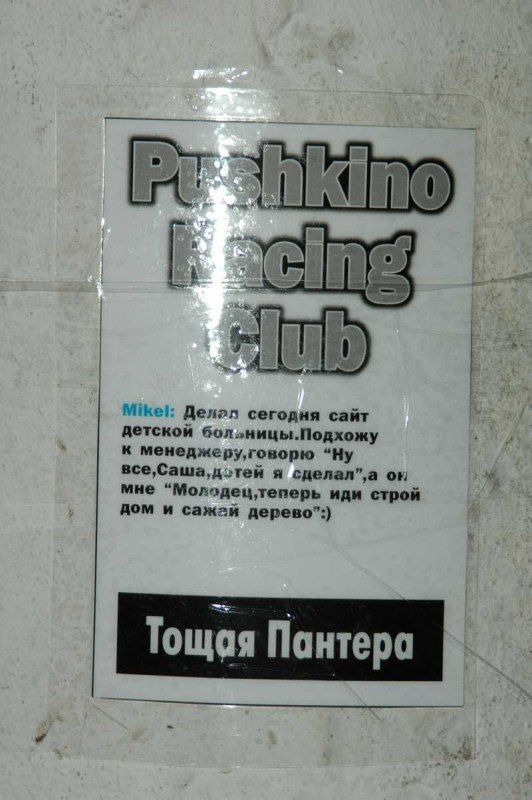 Pushkino
Racing
Club
Mikel: Делал сегодня сайт
детской больницы.Подхожу
к менеджеру,говорю “Ну
все,Саша,детей я сделал”,а он
мне “Молодец,теперь иди строй
дом и сажай дерево”:)
Тощая Пантера